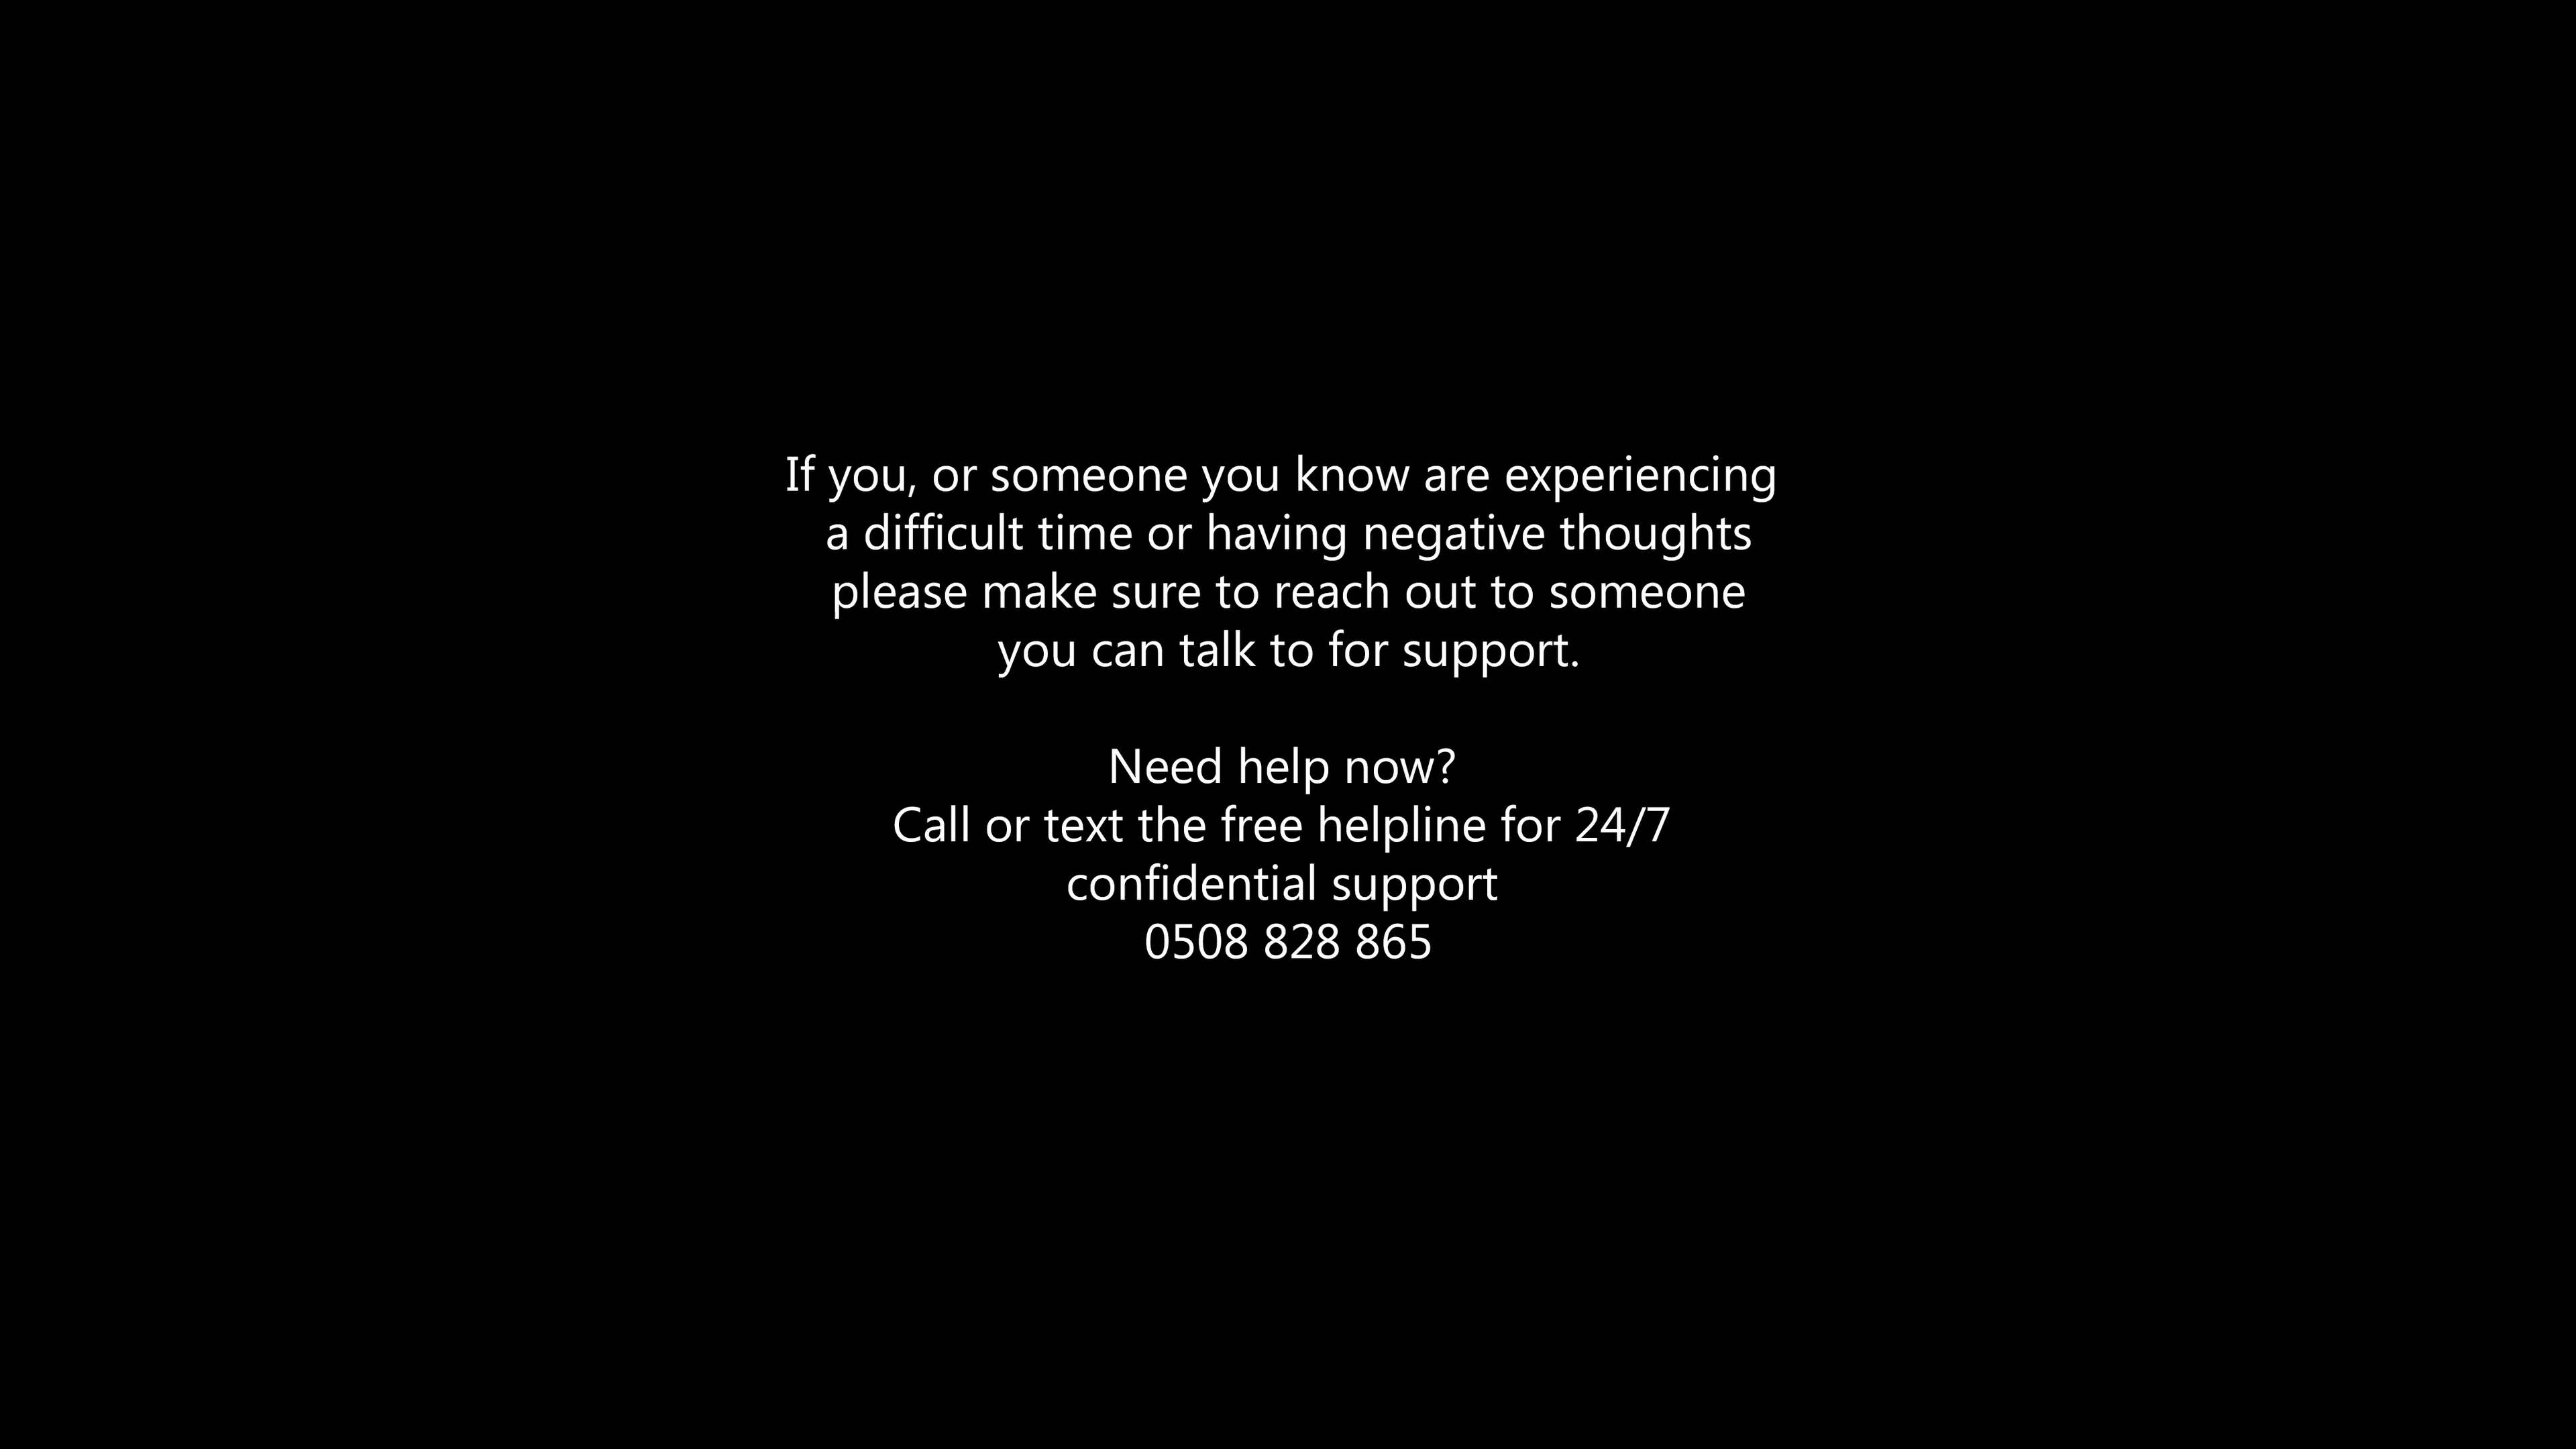 If you, or someone you know are experiencing
a difficult time or having negative thoughts
please make sure to reach out to someone
you can talk to for support.
Need help now?
Call or text the free helpline for 24/7
confidential support
0508 828 865